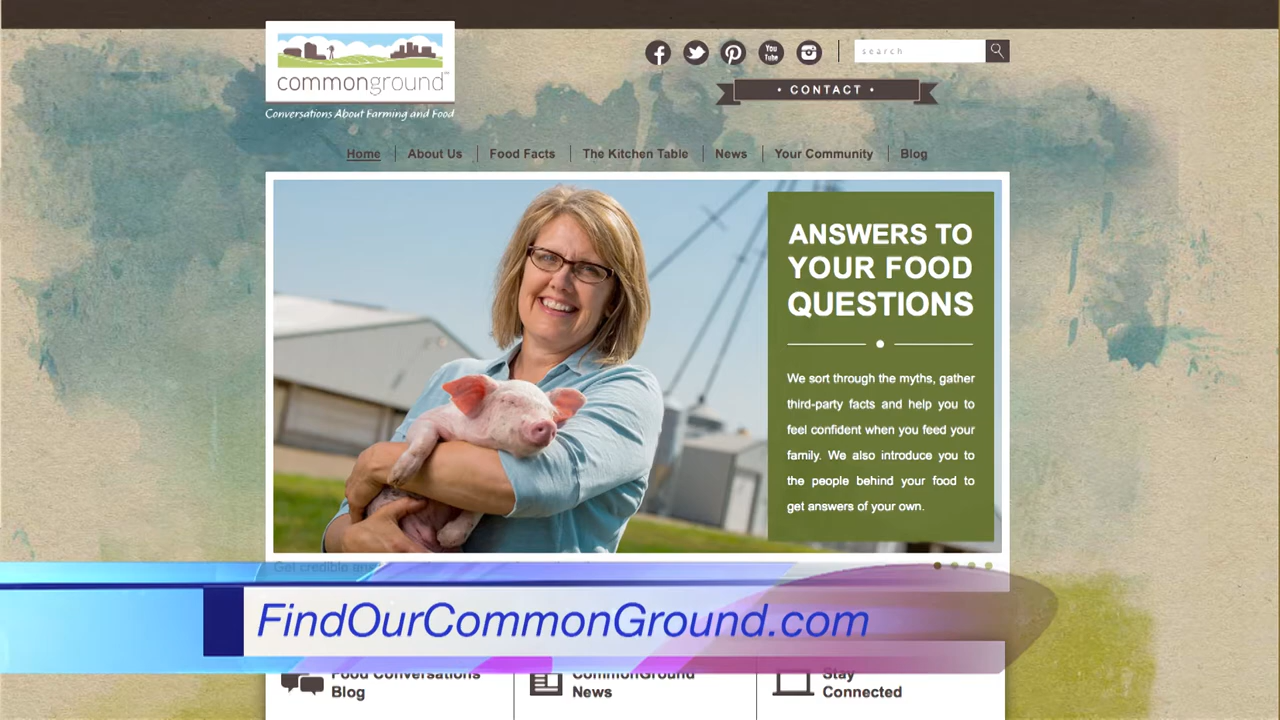 commonground™
Conversations About Farming and Food
search
• CONTACT •
Home
About Us
Food Facts
The Kitchen Table
News
Your Community
Blog
ANSWERS TO
YOUR FOOD
QUESTIONS
We sort through the myths, gather
third-party facts and help you to
feel confident when you feed your
family. We also introduce you to
the people behind your food to
get answers of your own.
Get credible
FindOurCommonGround.com
Food Conversations
Blog
CommonGround
News
Stay
Connected